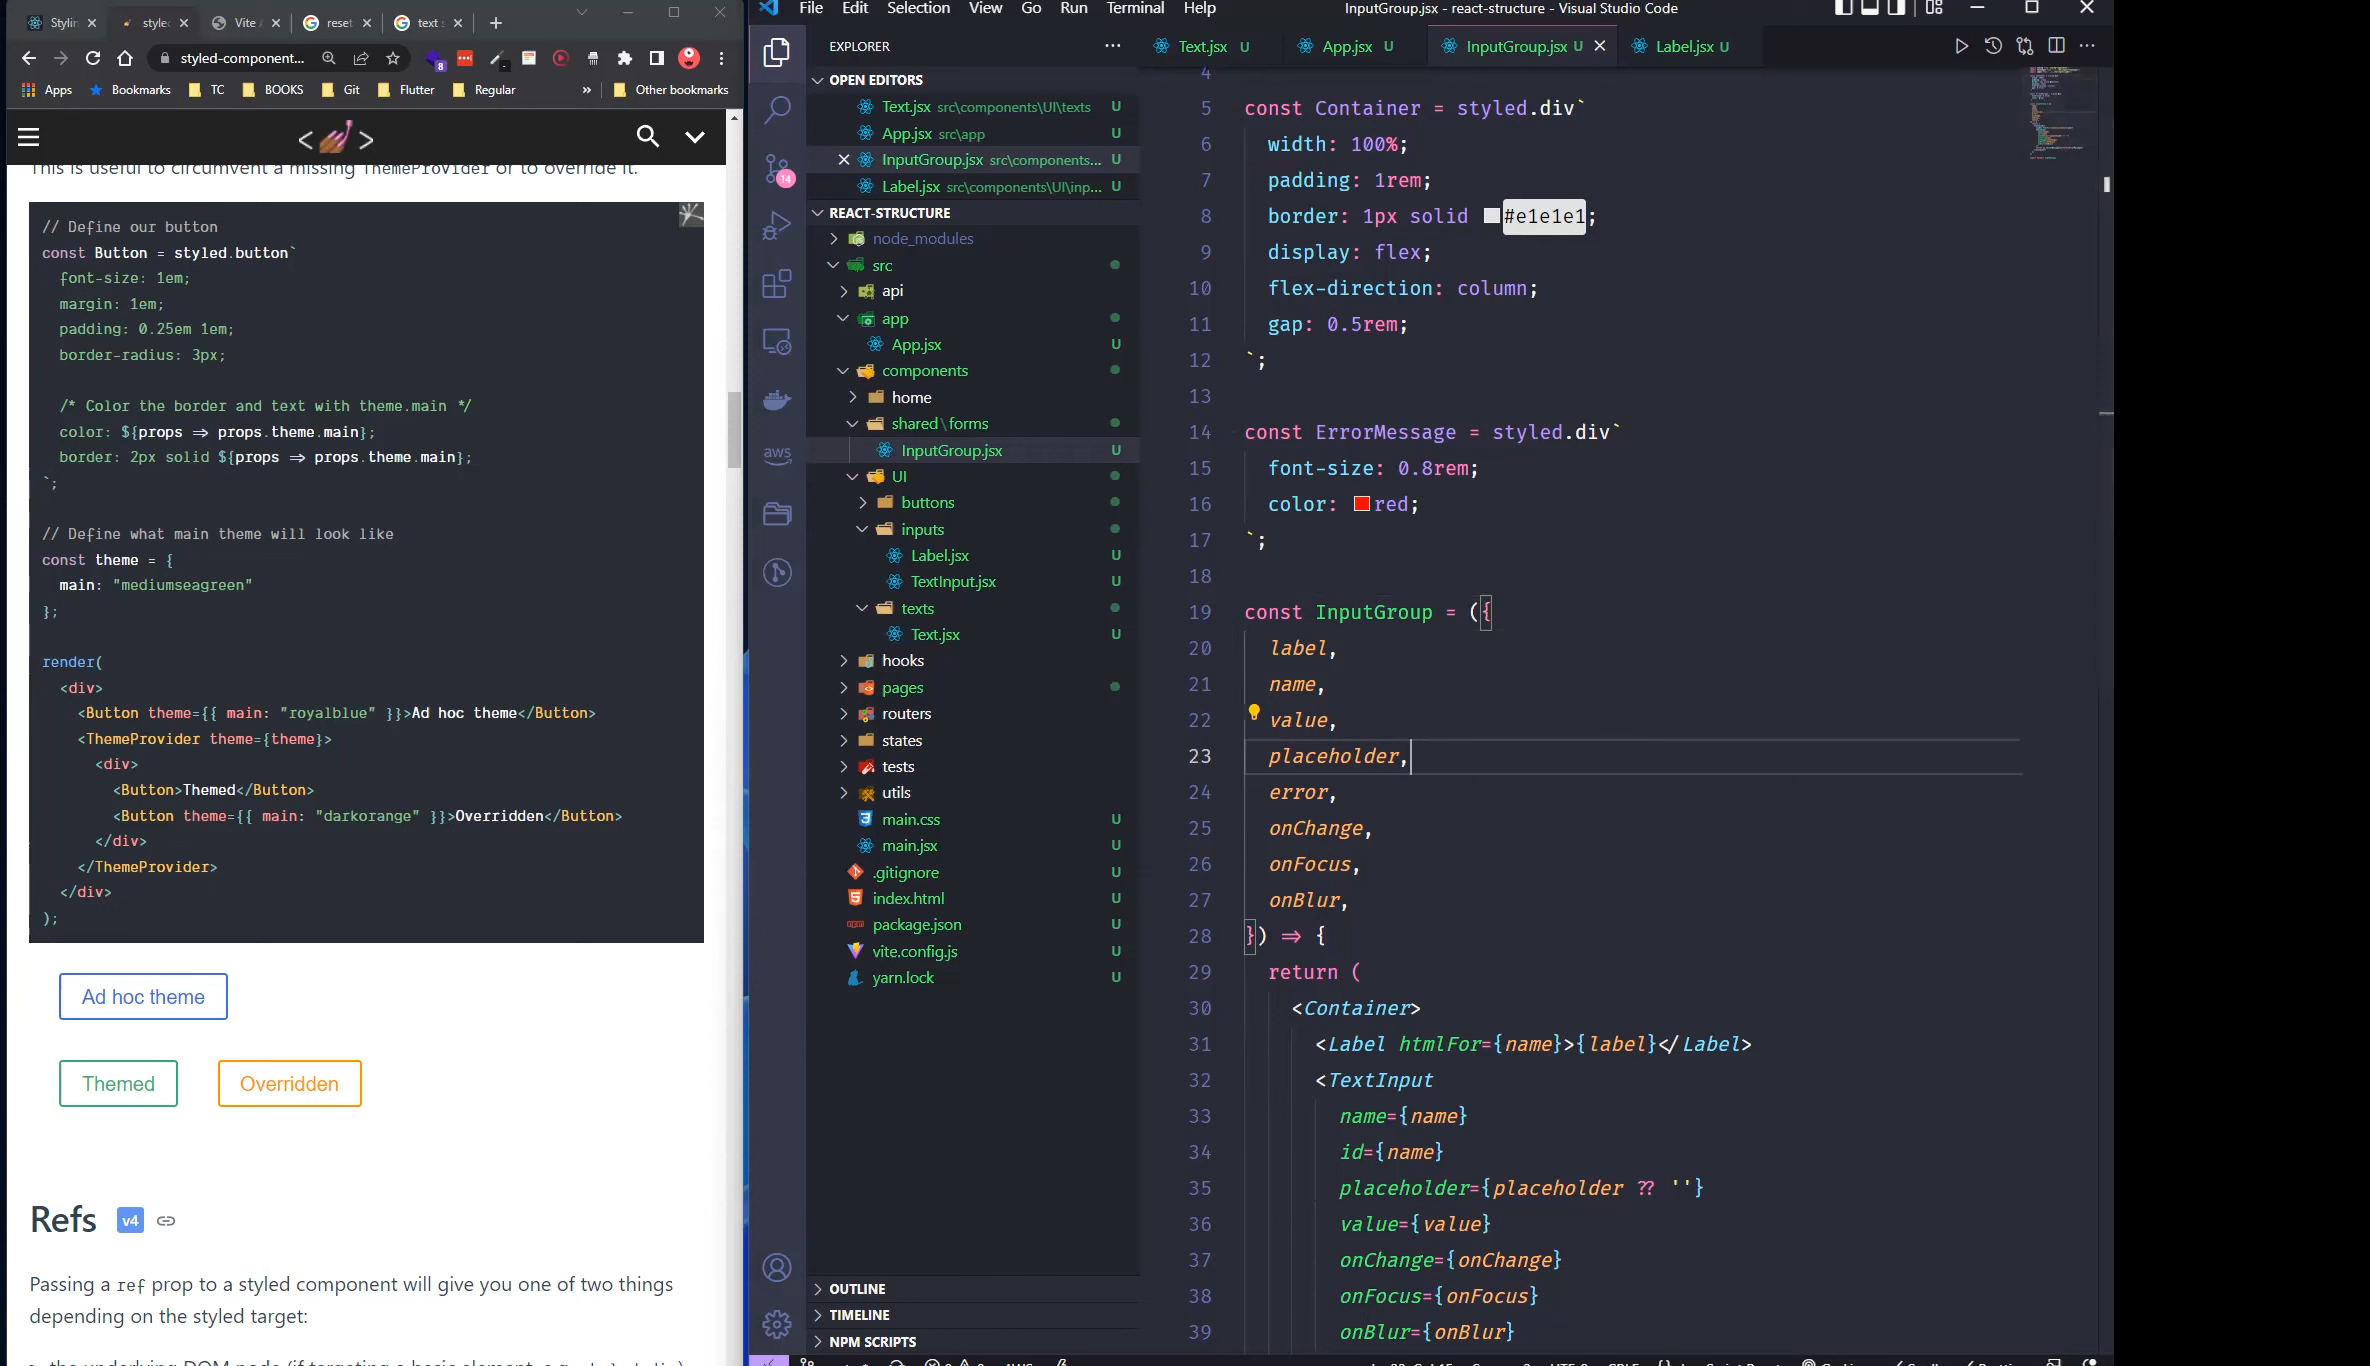 Stylin
styled
Vite
reset
text s
styled-component...
8
Apps
Bookmarks
TC
BOOKS
Git
Flutter
Regular
»
Other bookmarks
This is useful to circumvent a missing ThemeProvider or to override it.
// Define our button
const Button = styled.button`
font-size: 1em;
margin: 1em;
padding: 0.25em 1em;
border-radius: 3px;
/* Color the border and text with theme.main */
color: ${props => props.theme.main};
border: 2px solid ${props => props.theme.main};
`;
// Define what main theme will look like
const theme = {
main: "mediumseagreen"
};
render(
<div>
<Button theme={{ main: "royalblue" }}>Ad hoc theme</Button>
<ThemeProvider theme={theme}>
<div>
<Button>Themed</Button>
<Button theme={{ main: "darkorange" }}>Overridden</Button>
</div>
</ThemeProvider>
</div>
);
Ad hoc theme
Themed
Overridden
Refs v4
Passing a ref prop to a styled component will give you one of two things
depending on the styled target:
File Edit Selection View Go Run Terminal Help
InputGroup.jsx - react-structure - Visual Studio Code
EXPLORER ...
14
OPEN EDITORS
Text.jsx src\components\UI\texts U
App.jsx src\app U
InputGroup.jsx src\components... U
Label.jsx src\components\UI\inp... U
REACT-STRUCTURE
node_modules
src
api
app
App.jsx U
components
home
shared\forms
InputGroup.jsx U
UI
buttons
inputs
Label.jsx U
TextInput.jsx U
texts
Text.jsx U
hooks
pages
routers
states
tests
utils
main.css U
main.jsx U
.gitignore U
index.html U
package.json U
vite.config.js U
yarn.lock U
OUTLINE
TIMELINE
NPM SCRIPTS
aws
Text.jsx U
App.jsx U
InputGroup.jsx U
Label.jsx U
4
5 const Container = styled.div`
6 width: 100%;
7 padding: 1rem;
8 border: 1px solid #e1e1e1;
9 display: flex;
10 flex-direction: column;
11 gap: 0.5rem;
12 `;
13
14 const ErrorMessage = styled.div`
15 font-size: 0.8rem;
16 color: red;
17 `;
18
19 const InputGroup = ({
20 label,
21 name,
22 value,
23 placeholder,
24 error,
25 onChange,
26 onFocus,
27 onBlur,
28 }) => {
29 return (
30 <Container>
31 <Label htmlFor={name}>{label}</Label>
32 <TextInput
33 name={name}
34 id={name}
35 placeholder={placeholder ?? ''}
36 value={value}
37 onChange={onChange}
38 onFocus={onFocus}
39 onBlur={onBlur}